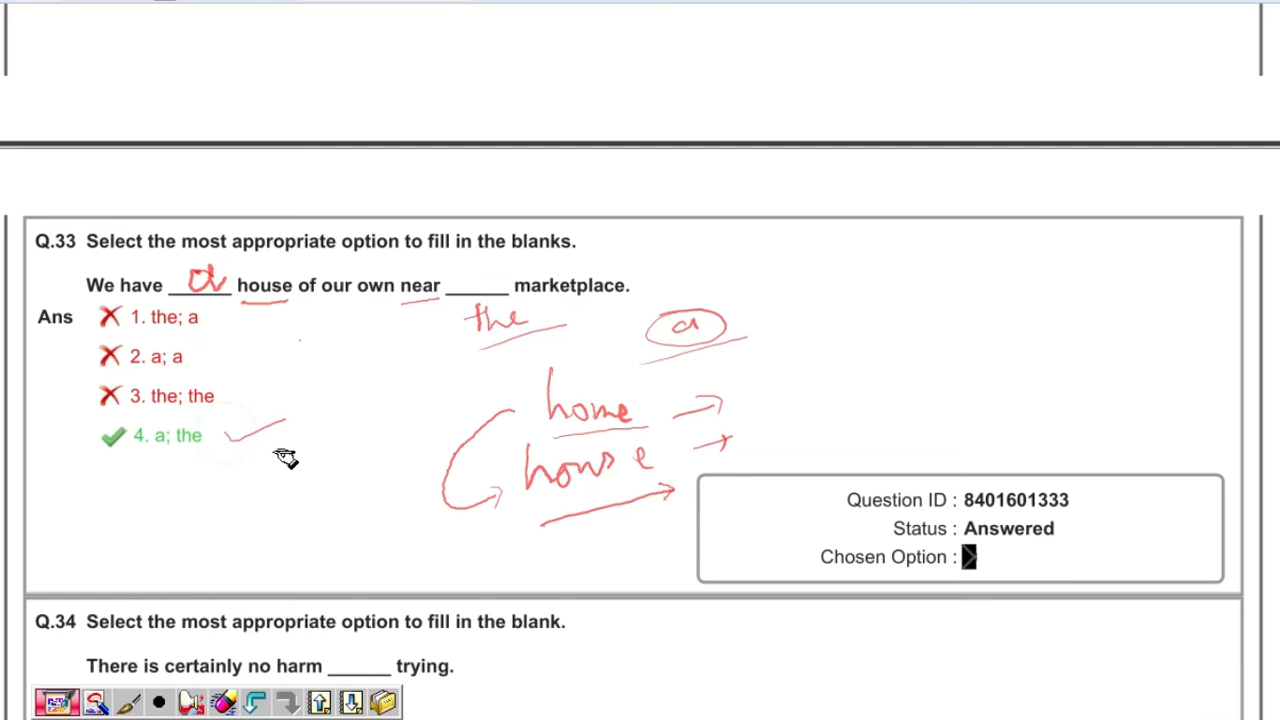 Q.33 Select the most appropriate option to fill in the blanks.
We have ______ a house of our own near ______ marketplace.
Ans 1. the; a
the a
2. a; a
3. the; the
home
4. a; the
house
Question ID : 8401601333
Status : Answered
Chosen Option :
Q.34 Select the most appropriate option to fill in the blank.
There is certainly no harm ______ trying.